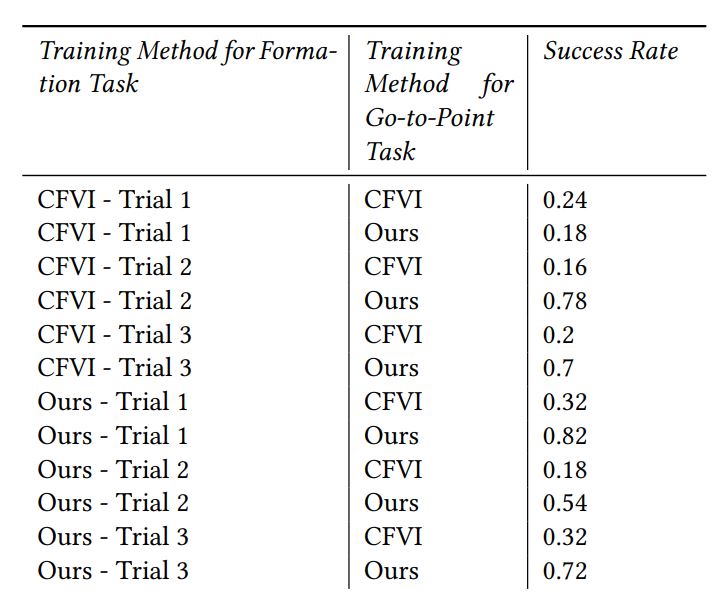 Training Method for Forma-
tion Task
Training
Method for
Go-to-Point
Task
Success Rate
CFVI - Trial 1 CFVI 0.24
CFVI - Trial 1 Ours 0.18
CFVI - Trial 2 CFVI 0.16
CFVI - Trial 2 Ours 0.78
CFVI - Trial 3 CFVI 0.2
CFVI - Trial 3 Ours 0.7
Ours - Trial 1 CFVI 0.32
Ours - Trial 1 Ours 0.82
Ours - Trial 2 CFVI 0.18
Ours - Trial 2 Ours 0.54
Ours - Trial 3 CFVI 0.32
Ours - Trial 3 Ours 0.72